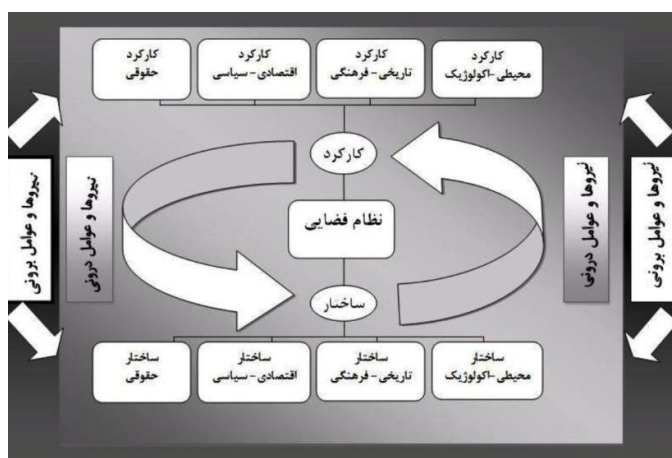 کارکرد
محیطی-اکولوژیک
کارکرد
تاریخی-فرهنگی
کارکرد
اقتصادی-سیاسی
کارکرد
حقوقی
کارکرد
نظام فضایی
ساختار
ساختار
محیطی-اکولوژیک
ساختار
تاریخی-فرهنگی
ساختار
اقتصادی-سیاسی
ساختار
حقوقی
نیروها و عوامل برونی
نیروها و عوامل درونی
نیروها و عوامل درونی
نیروها و عوامل برونی